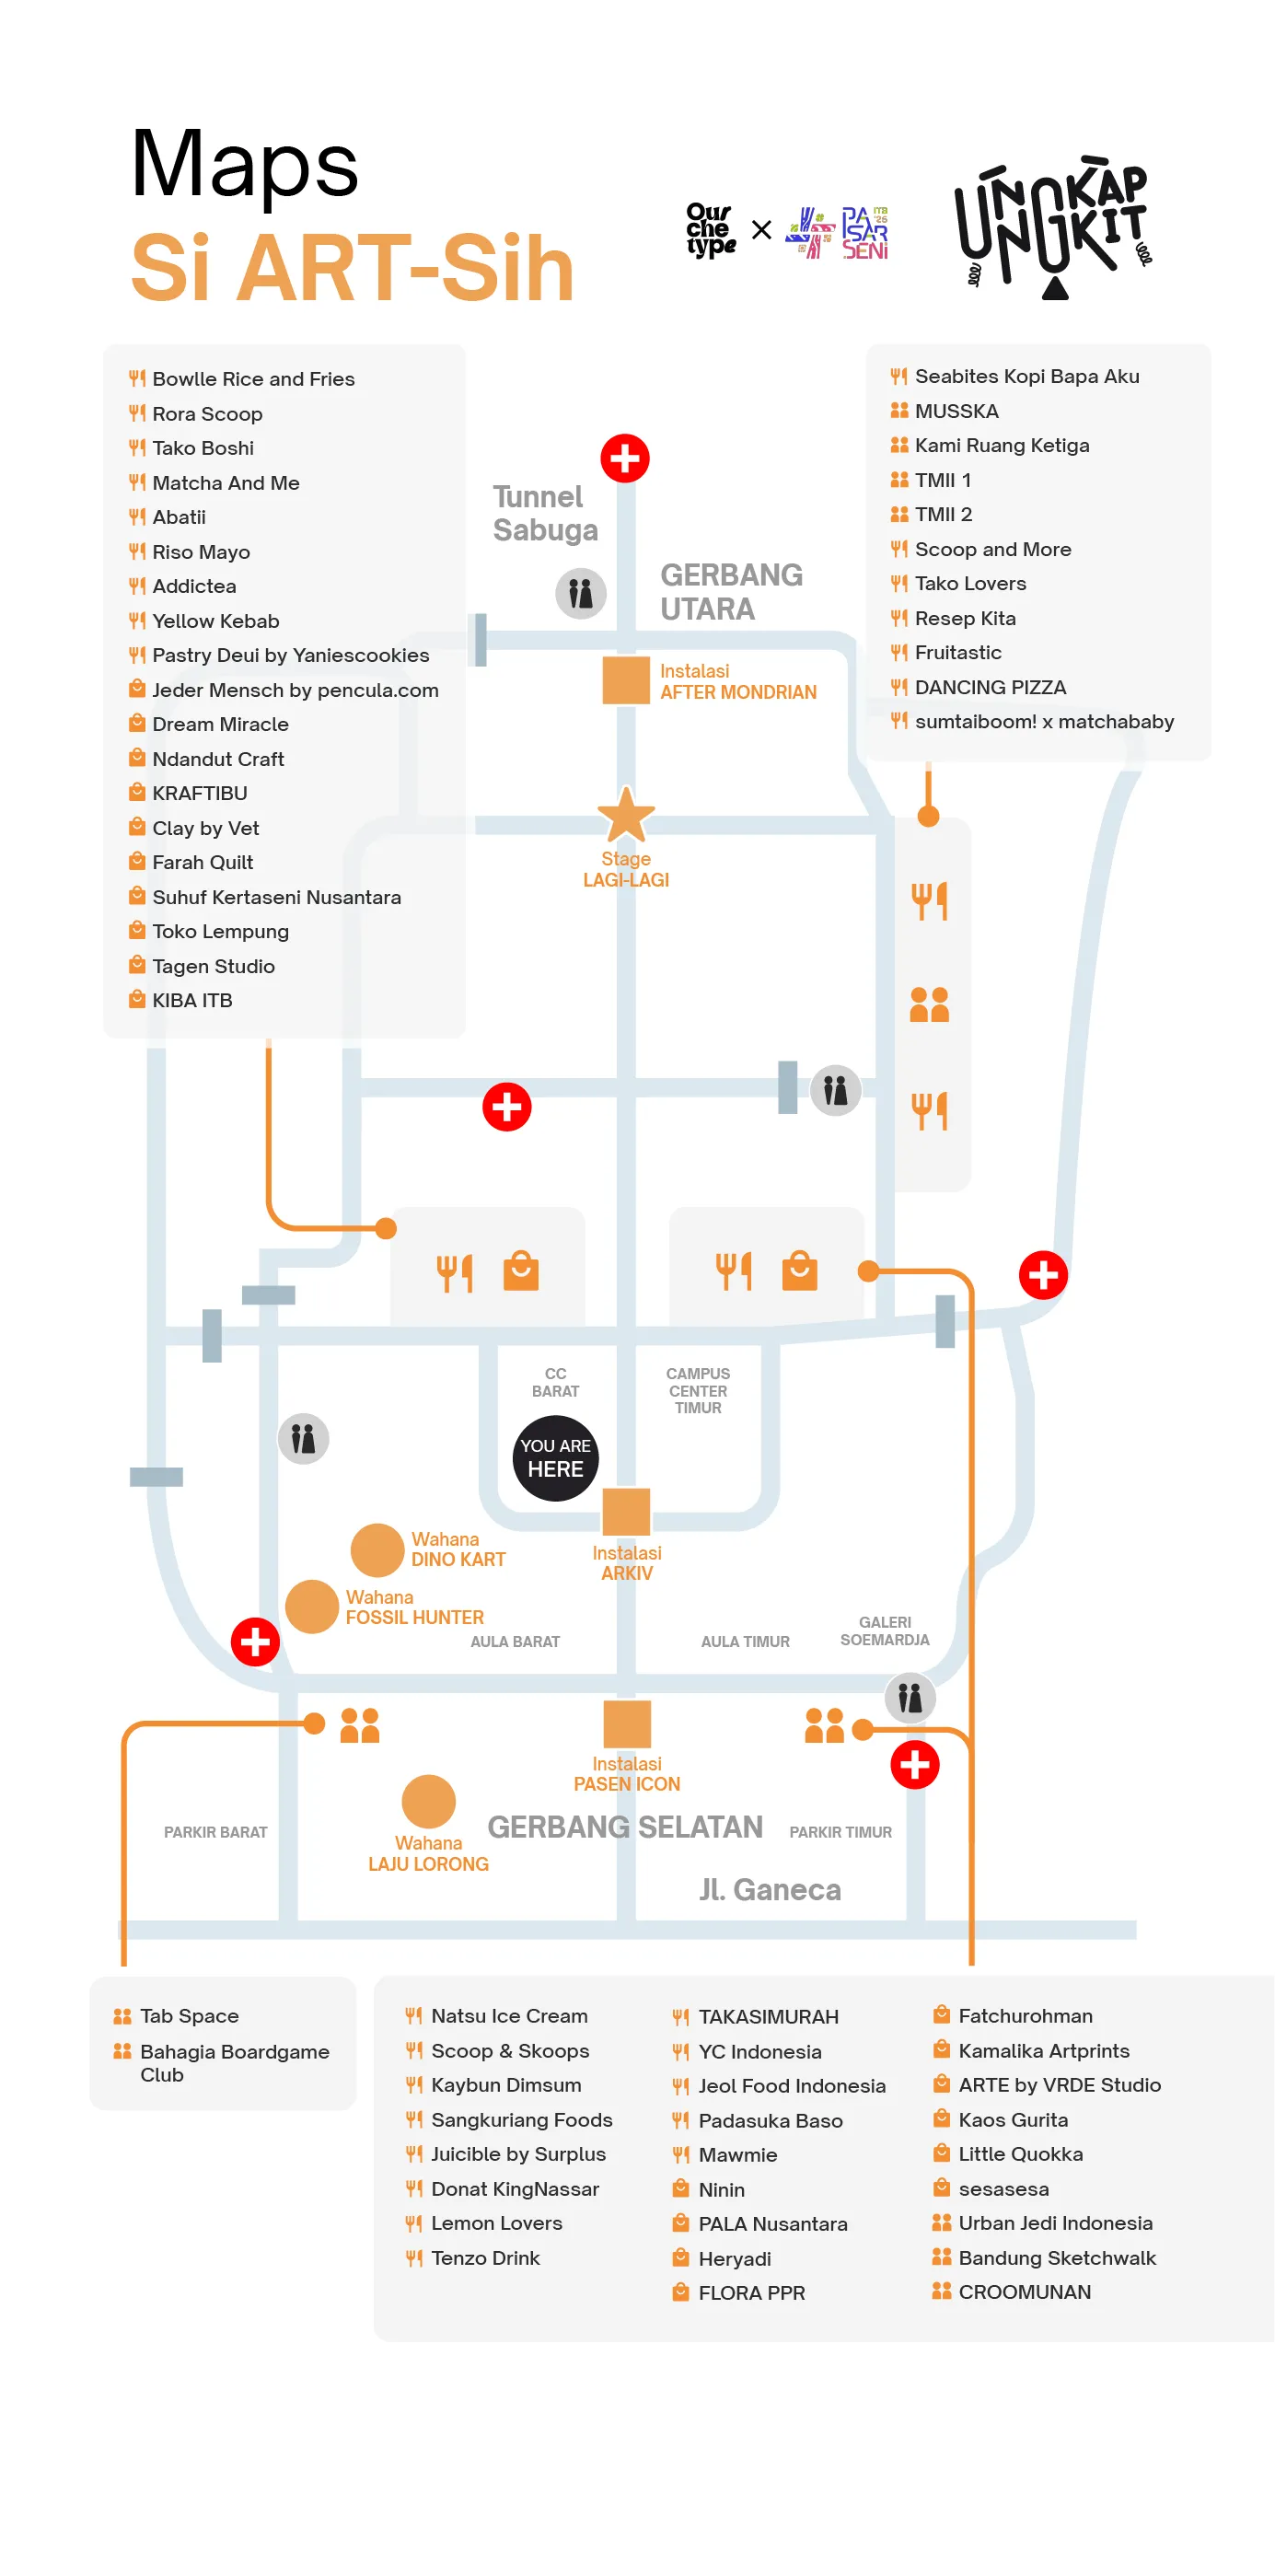 Maps
Si ART-Sih
Our
che
type
×
PA
SAR
SENI
ITB
'25
UNGKAP
UNGKIT
Bowlle Rice and Fries
Rora Scoop
Tako Boshi
Matcha And Me
Abatii
Riso Mayo
Addictea
Yellow Kebab
Pastry Deui by Yaniescookies
Jeder Mensch by pencula.com
Dream Miracle
Ndandut Craft
KRAFTIBU
Clay by Vet
Farah Quilt
Suhuf Kertaseni Nusantara
Toko Lempung
Tagen Studio
KIBA ITB
Seabites Kopi Bapa Aku
MUSSKA
Kami Ruang Ketiga
TMII 1
TMII 2
Scoop and More
Tako Lovers
Resep Kita
Fruitastic
DANCING PIZZA
sumtaiboom! x matchababy
Tunnel
Sabuga
GERBANG
UTARA
Instalasi
AFTER MONDRIAN
Stage
LAGI-LAGI
CC
BARAT
CAMPUS
CENTER
TIMUR
YOU ARE
HERE
Instalasi
ARKIV
Wahana
DINO KART
Wahana
FOSSIL HUNTER
AULA BARAT
AULA TIMUR
GALERI
SOEMARDJA
Instalasi
PASEN ICON
GERBANG SELATAN
PARKIR BARAT
PARKIR TIMUR
Wahana
LAJU LORONG
Jl. Ganeca
Tab Space
Bahagia Boardgame
Club
Natsu Ice Cream
Scoop & Skoops
Kaybun Dimsum
Sangkuriang Foods
Juicible by Surplus
Donat KingNassar
Lemon Lovers
Tenzo Drink
TAKASIMURAH
YC Indonesia
Jeol Food Indonesia
Padasuka Baso
Mawmie
Ninin
PALA Nusantara
Heryadi
FLORA PPR
Fatchurohman
Kamalika Artprints
ARTE by VRDE Studio
Kaos Gurita
Little Quokka
sesasesa
Urban Jedi Indonesia
Bandung Sketchwalk
CROOMUNAN